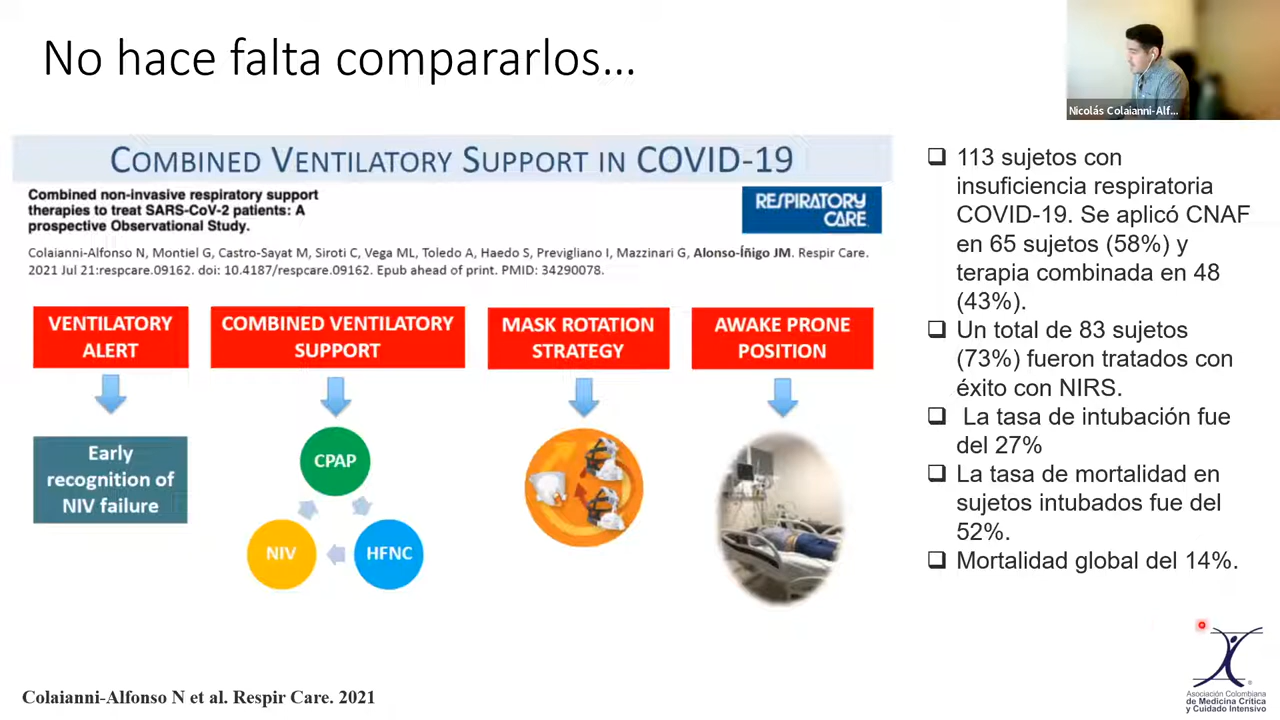 No hace falta compararlos...
Nicolás Colaianni-Alf...
COMBINED VENTILATORY SUPPORT IN COVID-19
Combined non-invasive respiratory support
therapies to treat SARS-CoV-2 patients: A
prospective Observational Study.
RESPIRATORY
CARE
Colaianni-Alfonso N, Montiel G, Castro-Sayat M, Siroti C, Vega ML, Toledo A, Haedo S, Previgliano I, Mazzinari G, Alonso-Íñigo JM. Respir Care.
2021 Jul 21:respcare.09162. doi: 10.4187/respcare.09162. Epub ahead of print. PMID: 34290078.
VENTILATORY
ALERT
Early
recognition of
NIV failure
COMBINED VENTILATORY
SUPPORT
CPAP
NIV
HFNC
MASK ROTATION
STRATEGY
AWAKE PRONE
POSITION
113 sujetos con
insuficiencia respiratoria
COVID-19. Se aplicó CNAF
en 65 sujetos (58%) y
terapia combinada en 48
(43%).
Un total de 83 sujetos
(73%) fueron tratados con
éxito con NIRS.
La tasa de intubación fue
del 27%
La tasa de mortalidad en
sujetos intubados fue del
52%.
Mortalidad global del 14%.
Colaianni-Alfonso N et al. Respir Care. 2021
Asociación Colombiana
de Medicina Crítica
y Cuidado Intensivo